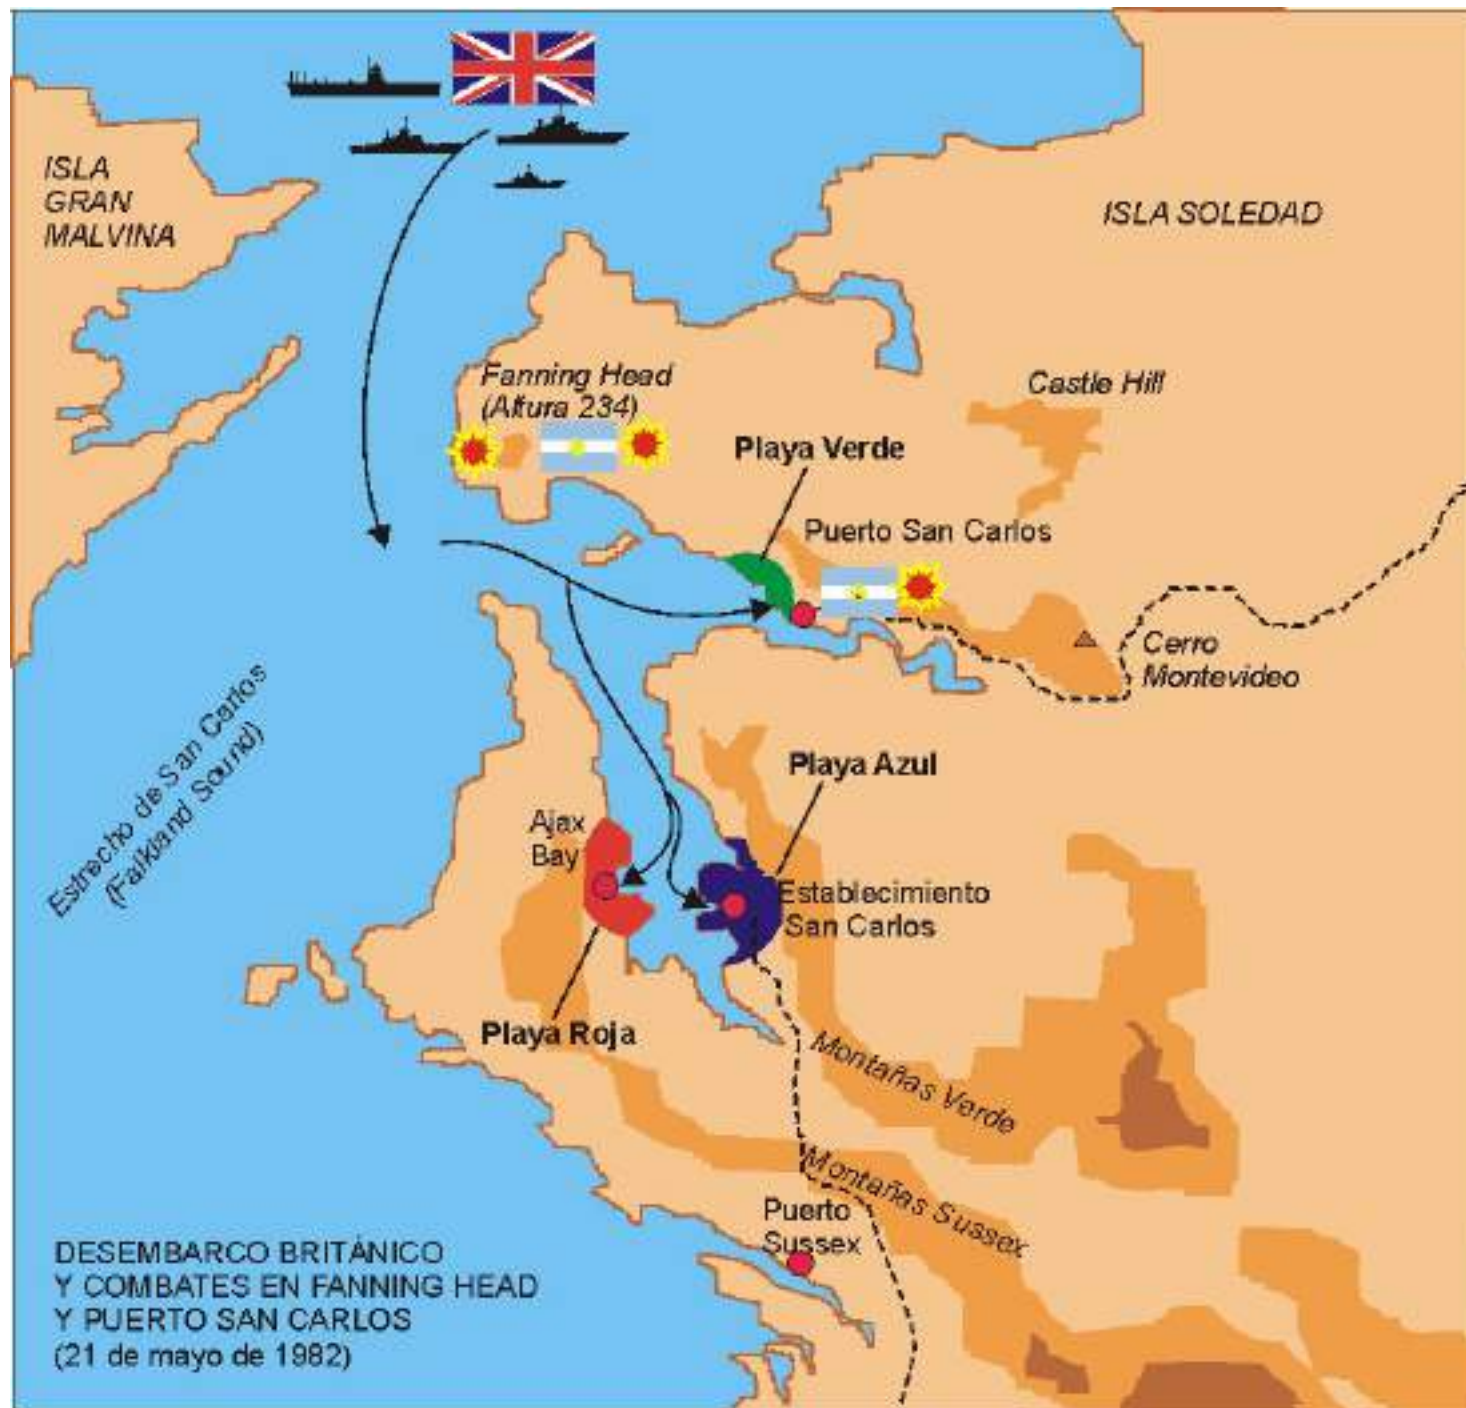 ISLA
GRAN
MALVINA
ISLA SOLEDAD
Fanning Head
(Altura 234)
Castle Hill
Playa Verde
Puerto San Carlos
Cerro
Montevideo
Estrecho de San Carlos
(Falkland Sound)
Playa Azul
Ajax
Bay
Establecimiento
San Carlos
Playa Roja
Montañas Verde
Montañas Sussex
Puerto
Sussex
DESEMBARCO BRITÁNICO
Y COMBATES EN FANNING HEAD
Y PUERTO SAN CARLOS
(21 de mayo de 1982)